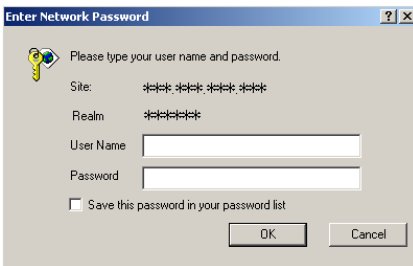 Enter Network Password
Please type your user name and password.
Site: ***.***.***.***
Realm *******
User Name
Password
Save this password in your password list
OK Cancel